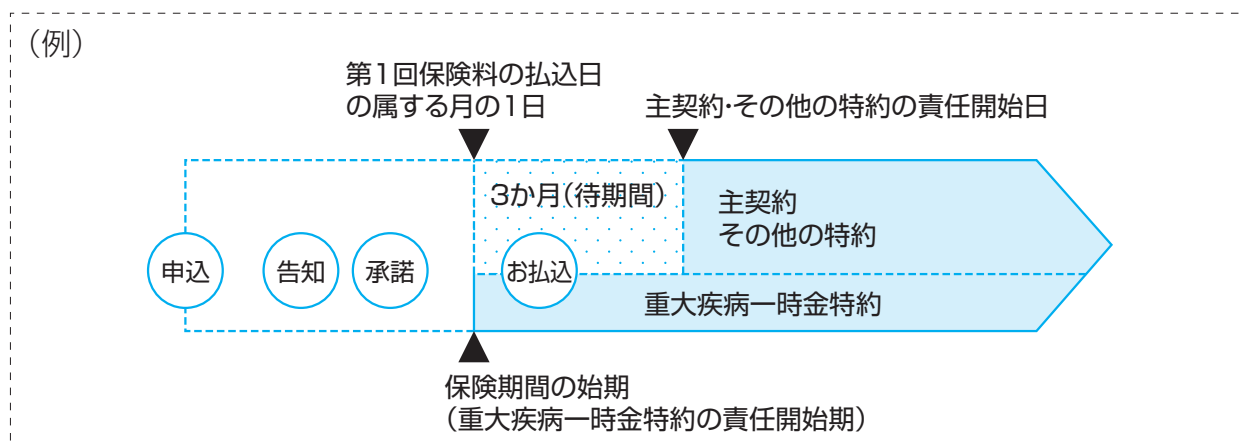 （例）
第1回保険料の払込日
の属する月の1日
主契約・その他の特約の責任開始日
3か月（待期間）
主契約
その他の特約
申込
告知
承諾
お払込
重大疾病一時金特約
保険期間の始期
（重大疾病一時金特約の責任開始期）